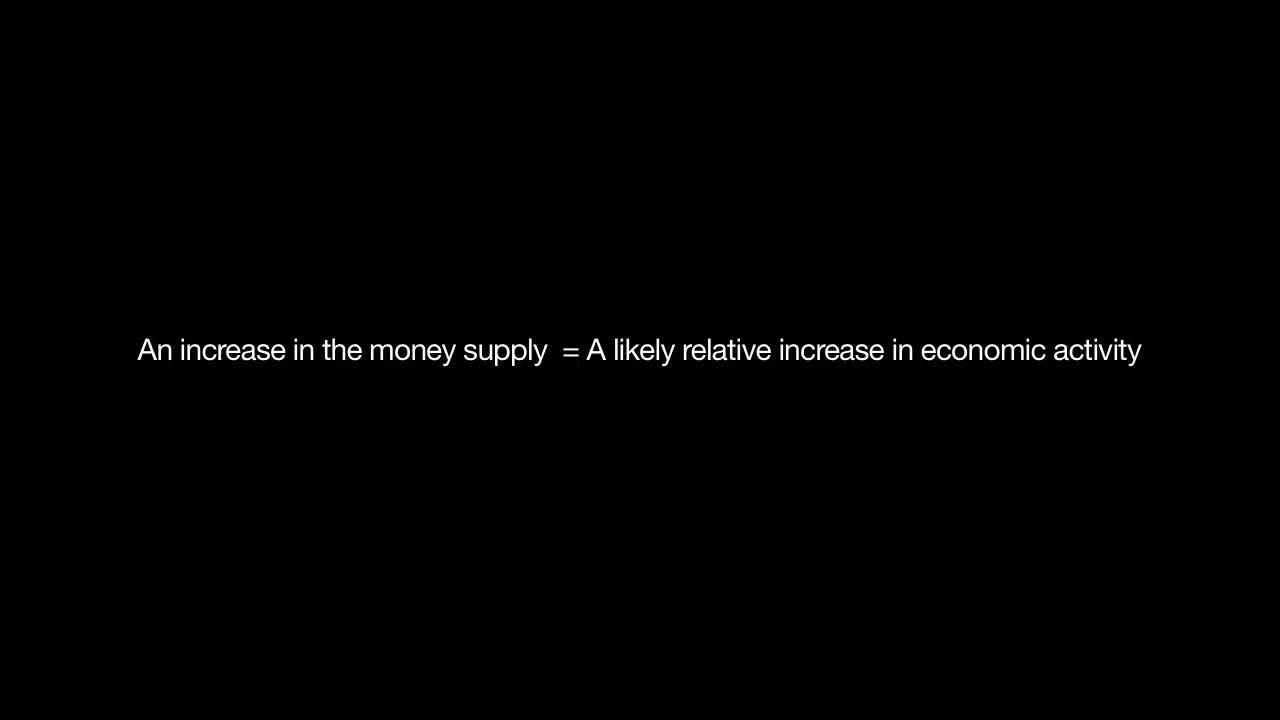 An increase in the money supply  = A likely relative increase in economic activity